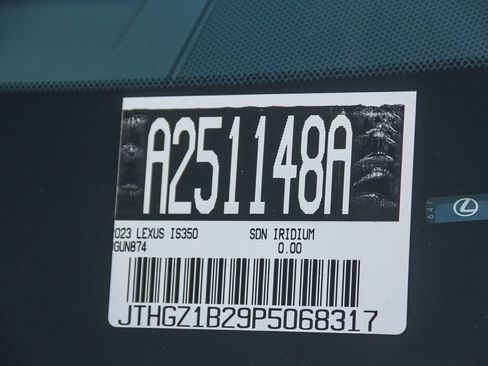 A251148A
023 LEXUS IS350 SDN IRIDIUM
GUN874 0.00
JTHGZ1B29P5068317